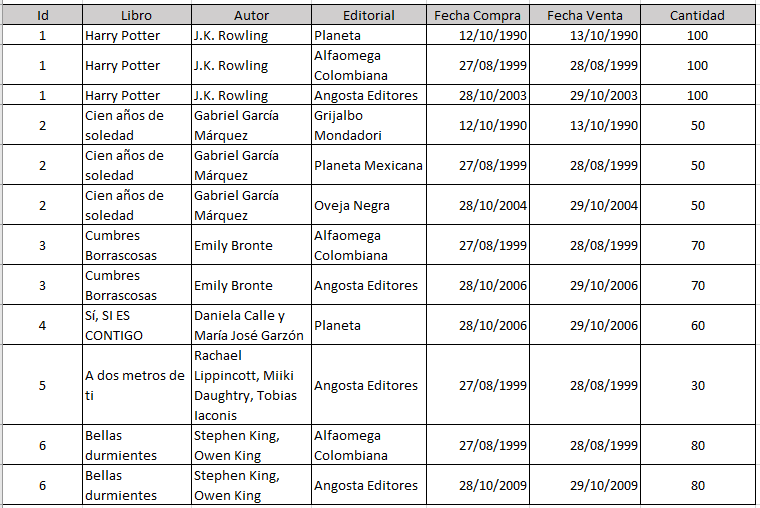 Id Libro Autor Editorial Fecha Compra Fecha Venta Cantidad
1 Harry Potter J.K. Rowling Planeta 12/10/1990 13/10/1990 100
1 Harry Potter J.K. Rowling Alfaomega Colombiana 27/08/1999 28/08/1999 100
1 Harry Potter J.K. Rowling Angosta Editores 28/10/2003 29/10/2003 100
2 Cien años de soledad Gabriel García Márquez Grijalbo Mondadori 12/10/1990 13/10/1990 50
2 Cien años de soledad Gabriel García Márquez Planeta Mexicana 27/08/1999 28/08/1999 50
2 Cien años de soledad Gabriel García Márquez Oveja Negra 28/10/2004 29/10/2004 50
3 Cumbres Borrascosas Emily Bronte Alfaomega Colombiana 27/08/1999 28/08/1999 70
3 Cumbres Borrascosas Emily Bronte Angosta Editores 28/10/2006 29/10/2006 70
4 Sí, SI ES CONTIGO Daniela Calle y María José Garzón Planeta 28/10/2006 29/10/2006 60
5 A dos metros de ti Rachael Lippincott, Miiki Daughtry, Tobias Iaconis Angosta Editores 27/08/1999 28/08/1999 30
6 Bellas durmientes Stephen King, Owen King Alfaomega Colombiana 27/08/1999 28/08/1999 80
6 Bellas durmientes Stephen King, Owen King Angosta Editores 28/10/2009 29/10/2009 80